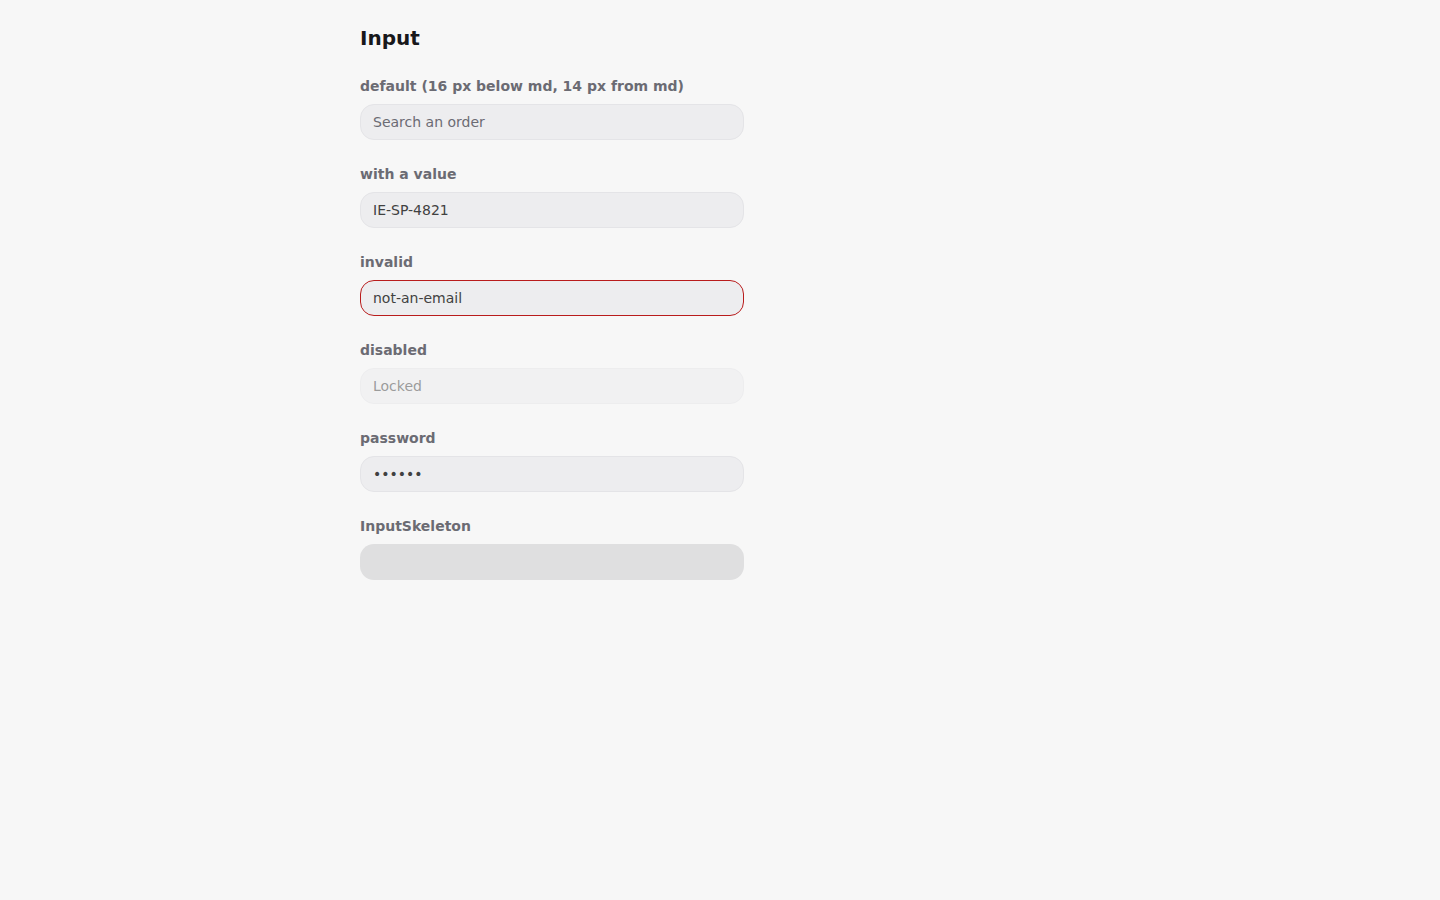 Input
default (16 px below md, 14 px from md)
Search an order
with a value
IE-SP-4821
invalid
not-an-email
disabled
Locked
password
••••••
InputSkeleton